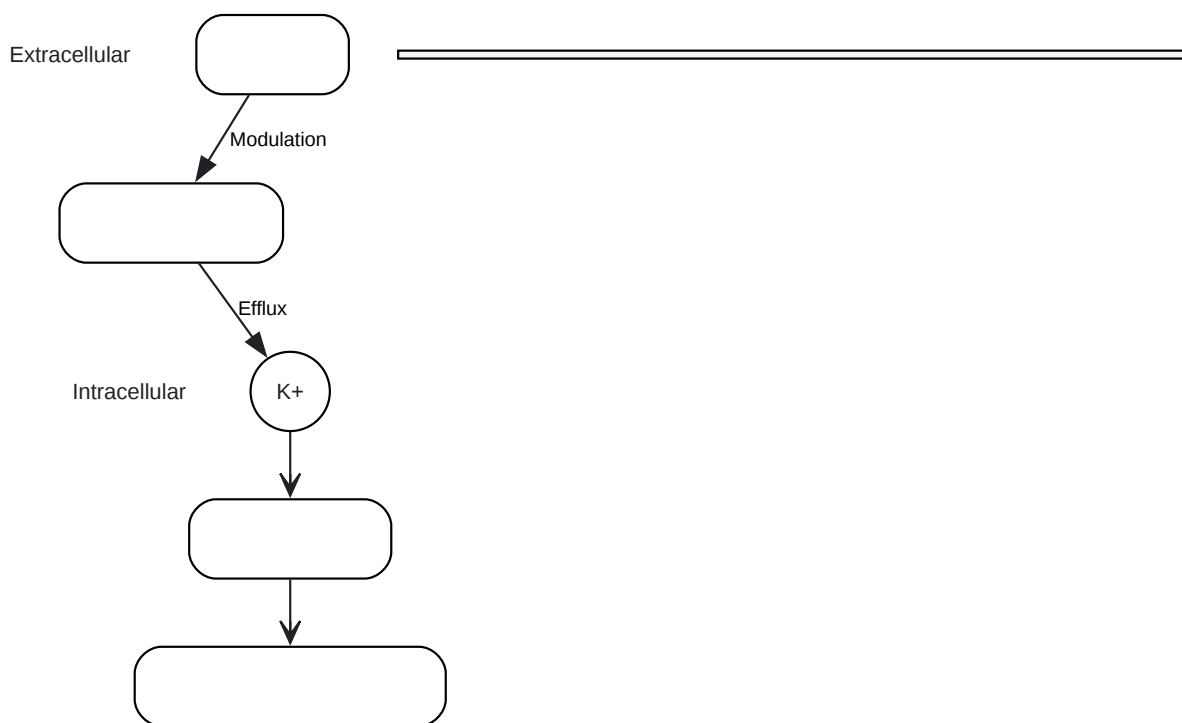 Extracellular
Modulation
Efflux
Intracellular
K+